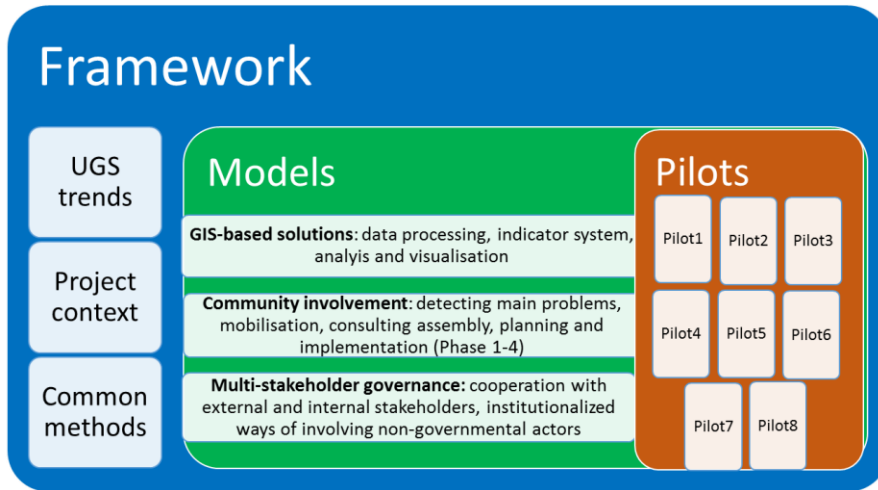 Framework
UGS
trends
Project
context
Common
methods
Models
GIS-based solutions: data processing, indicator system,
analyis and visualisation
Community involvement: detecting main problems,
mobilisation, consulting assembly, planning and
implementation (Phase 1-4)
Multi-stakeholder governance: cooperation with
external and internal stakeholders, institutionalized
ways of involving non-governmental actors
Pilots
Pilot1
Pilot2
Pilot3
Pilot4
Pilot5
Pilot6
Pilot7
Pilot8